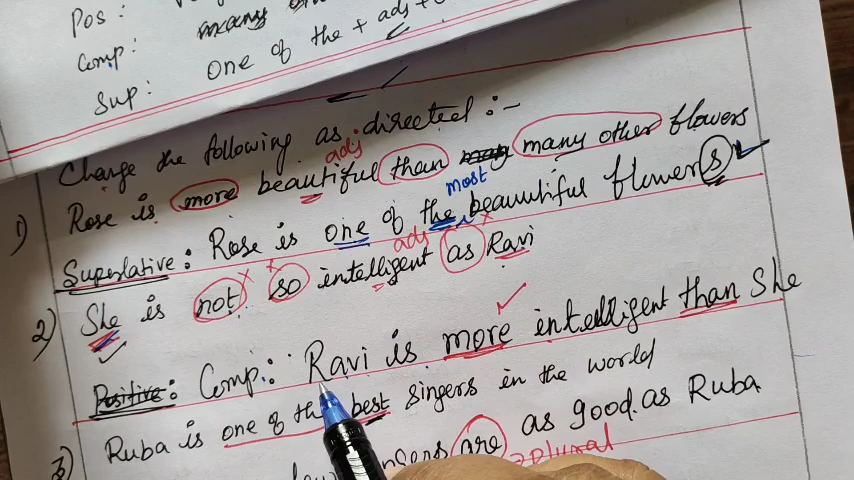 Pos:
Comp:
Sup: One of the + adj +
Change the following as directed :-
adj
1) Rose is more beautiful than many many other flowers
most
Superlative: Rose is one of the beauutiful flowers
adj
2) She is not so intelligent as Ravi
Positive: Comp: Ravi is more intelligent than She
3) Ruba is one of the best singers in the world
singers are as good as Ruba
plural